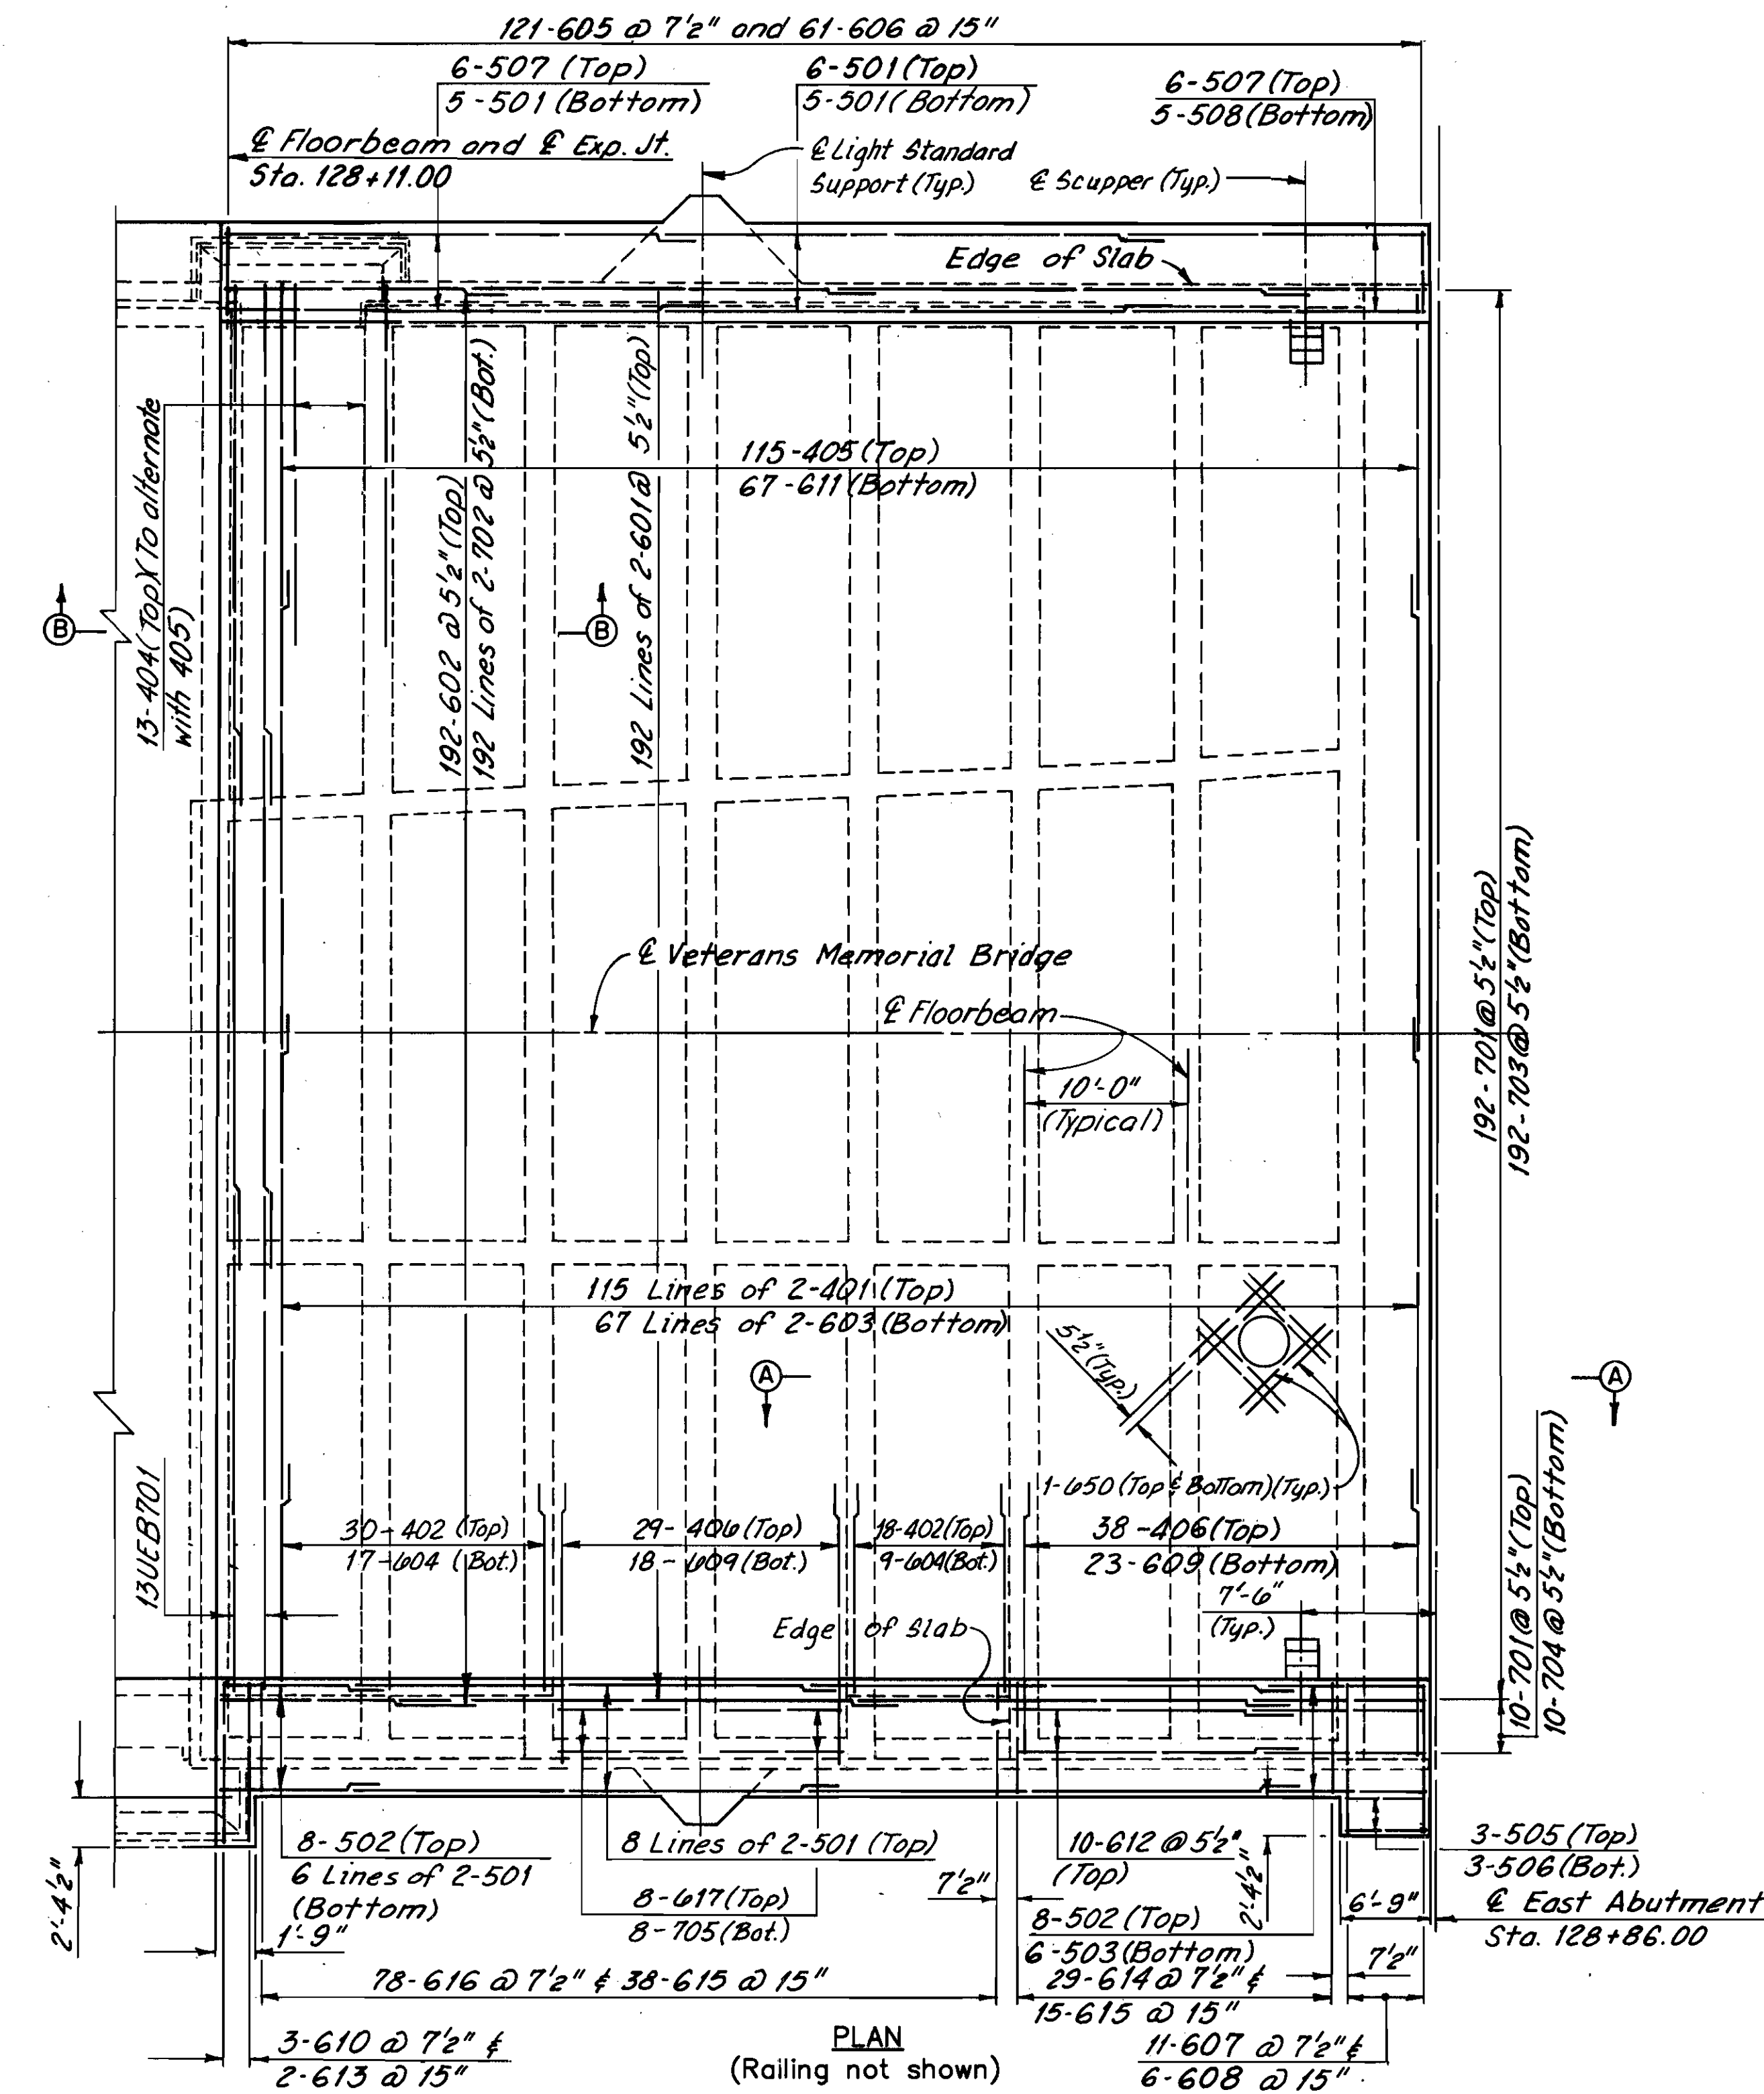 121-605 @ 7½" and 61-606 @ 15"
6-507 (Top)
5-501 (Bottom)
6-501 (Top)
5-501 (Bottom)
6-507 (Top)
5-508 (Bottom)
℄ Floorbeam and ℄ Exp. Jt.
Sta. 128+11.00
℄ Light Standard
Support (Typ.)
℄ Scupper (Typ.)
Edge of Slab
13-404 (Top)(To alternate
with 405)
192-602 @ 5½" (Top)
192 Lines of 2-702 @ 5½" (Bot.)
192 Lines of 2-601 @ 5½" (Top)
115-405 (Top)
67-611 (Bottom)
B
B
℄ Veterans Memorial Bridge
℄ Floorbeam
10'-0"
(Typical)
192-701 @ 5½" (Top)
192-703 @ 5½" (Bottom)
115 Lines of 2-401 (Top)
67 Lines of 2-603 (Bottom)
5½" (Typ.)
A
A
1-650 (Top & Bottom)(Typ.)
13UEB701
30-402 (Top)
17-604 (Bot.)
29-406 (Top)
18-609 (Bot.)
18-402 (Top)
9-604 (Bot.)
38-406 (Top)
23-609 (Bottom)
7'-6"
(Typ.)
10-701 @ 5½" (Top)
10-704 @ 5½" (Bottom)
Edge of Slab
2'-4½"
8-502 (Top)
6 Lines of 2-501
(Bottom)
1'-9"
8 Lines of 2-501 (Top)
8-617 (Top)
8-705 (Bot.)
7½"
10-612 @ 5½"
(Top)
2'-4½"
8-502 (Top)
6-503 (Bottom)
3-505 (Top)
3-506 (Bot.)
6'-9"
℄ East Abutment
Sta. 128+86.00
7½"
78-616 @ 7½" & 38-615 @ 15"
29-614 @ 7½" &
15-615 @ 15"
3-610 @ 7½" &
2-613 @ 15"
11-607 @ 7½" &
6-608 @ 15"
PLAN
(Railing not shown)